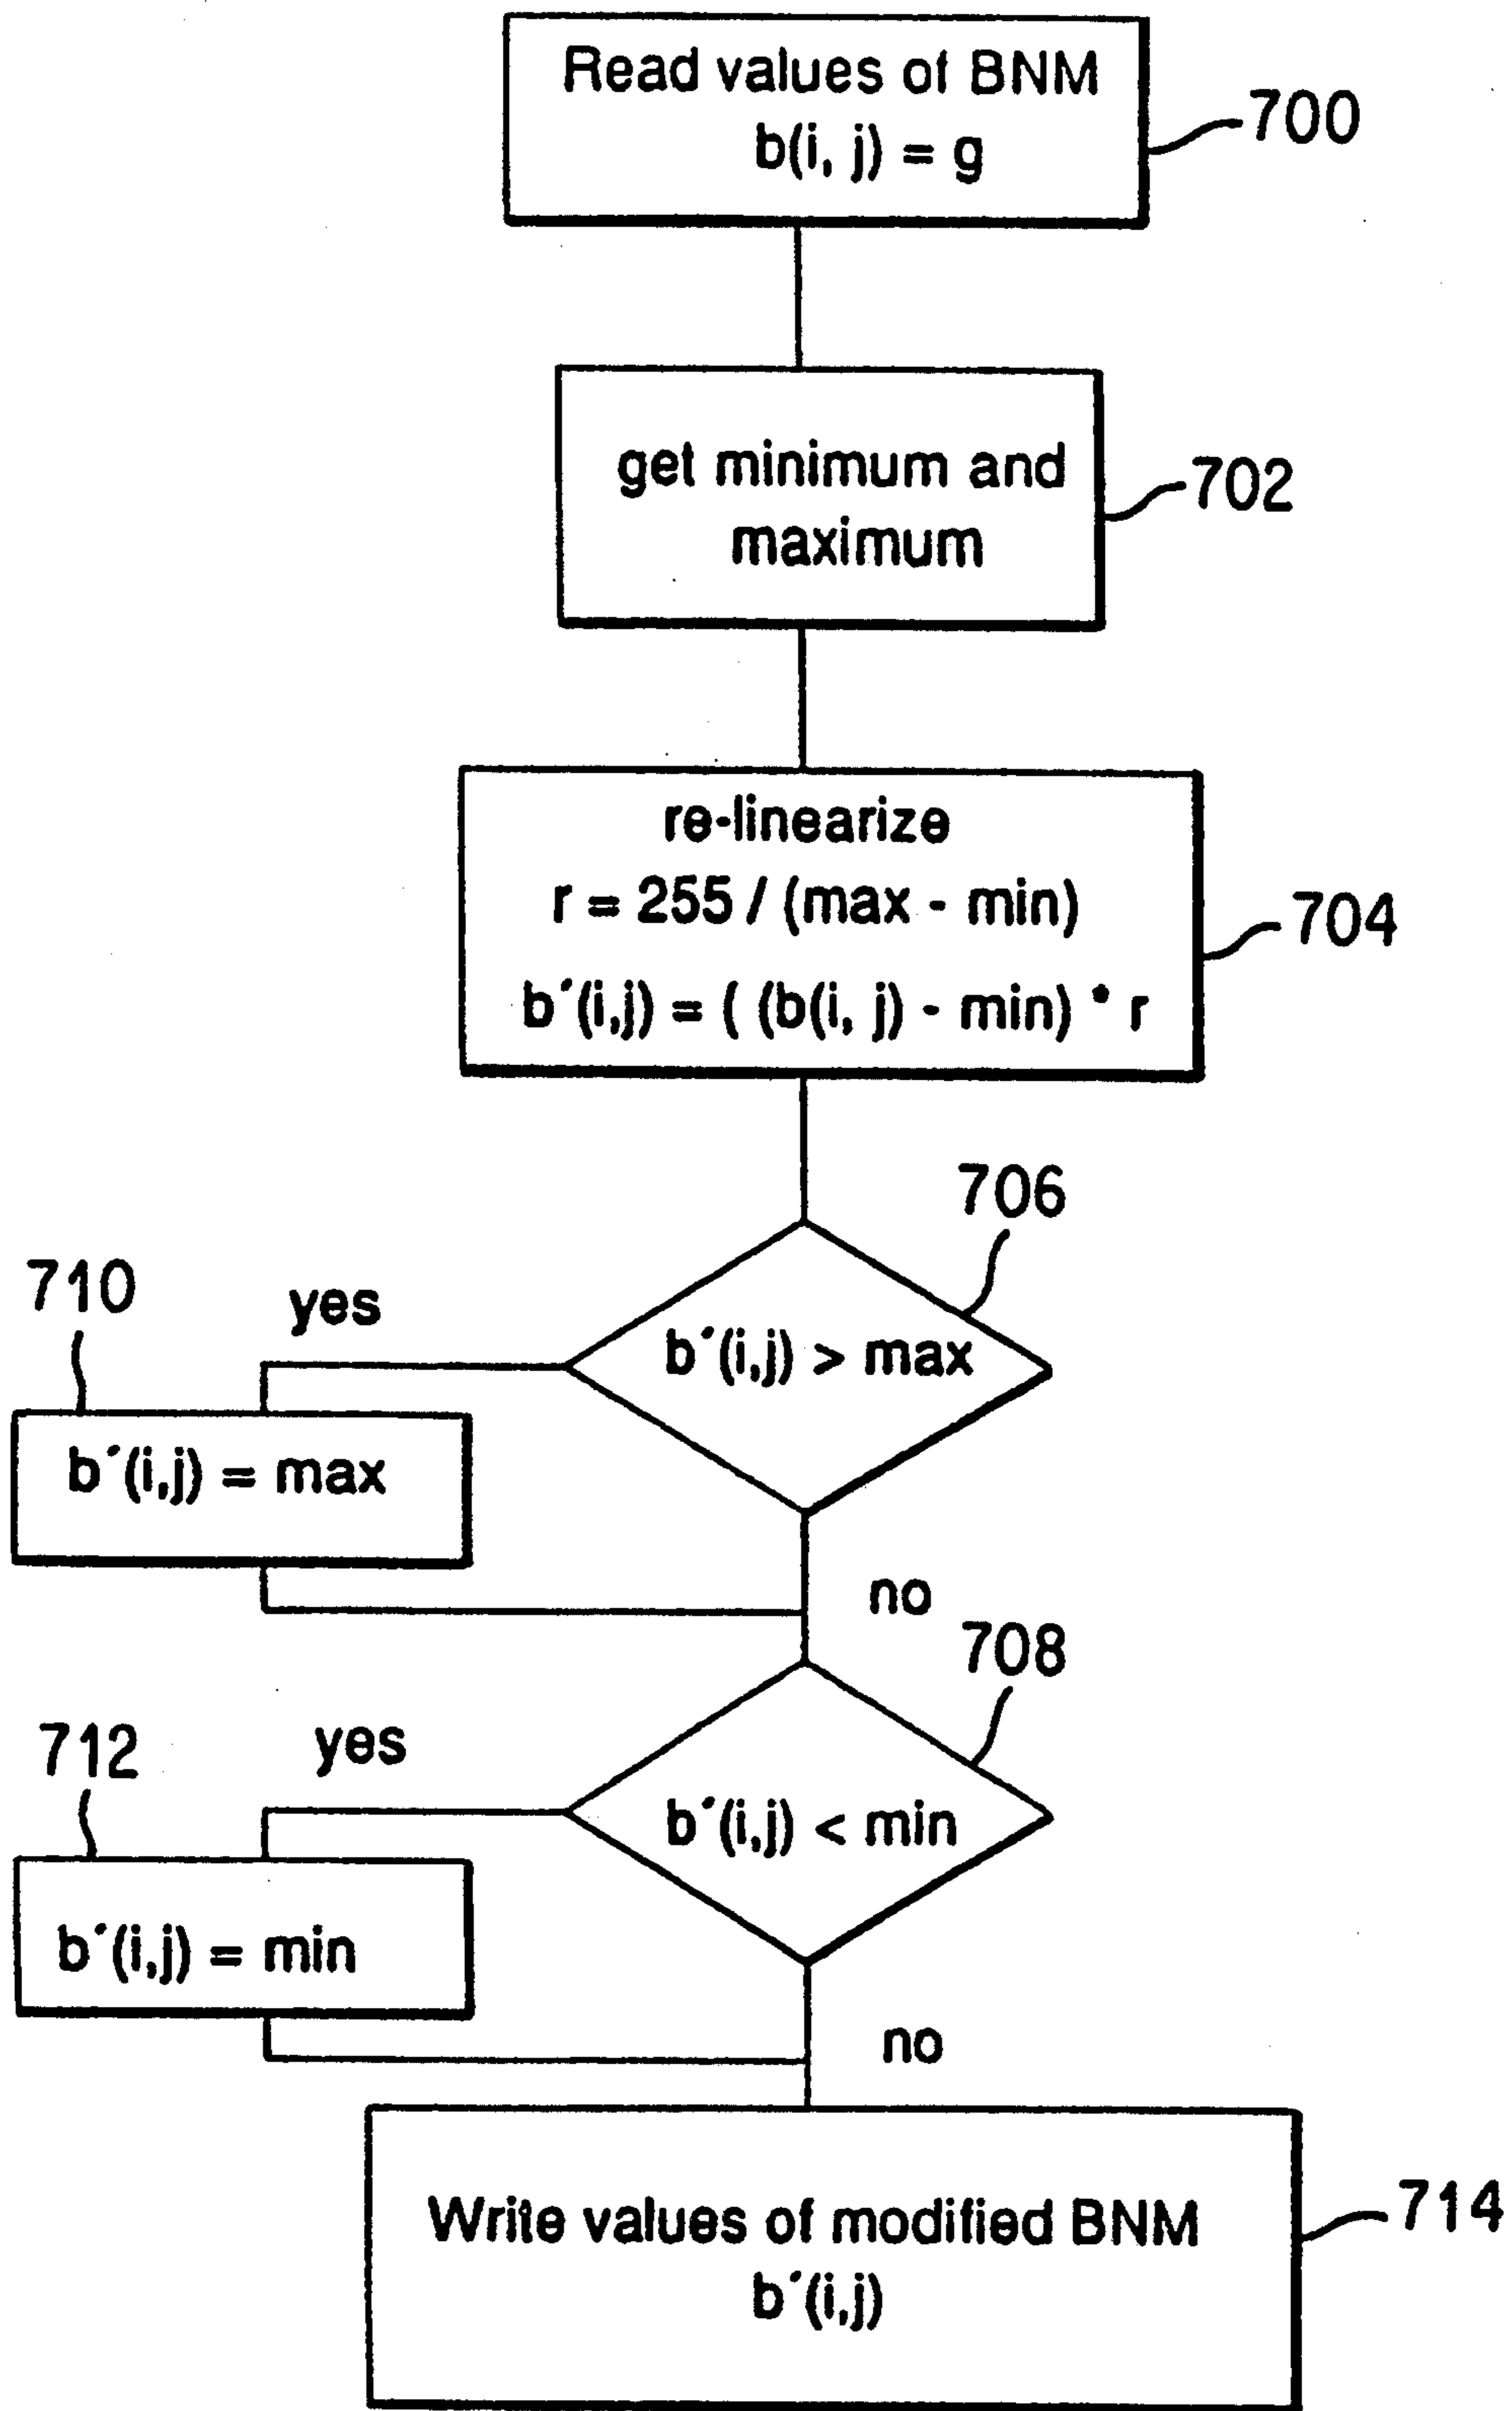 Read values of BNM
b(i, j) = g
700
get minimum and
maximum
702
re-linearize
r = 255 / (max - min)
b´(i,j) = ( (b(i, j) - min) * r
704
706
b´(i,j) > max
yes
710
b´(i,j) = max
no
708
b´(i,j) < min
yes
712
b´(i,j) = min
no
Write values of modified BNM
b´(i,j)
714